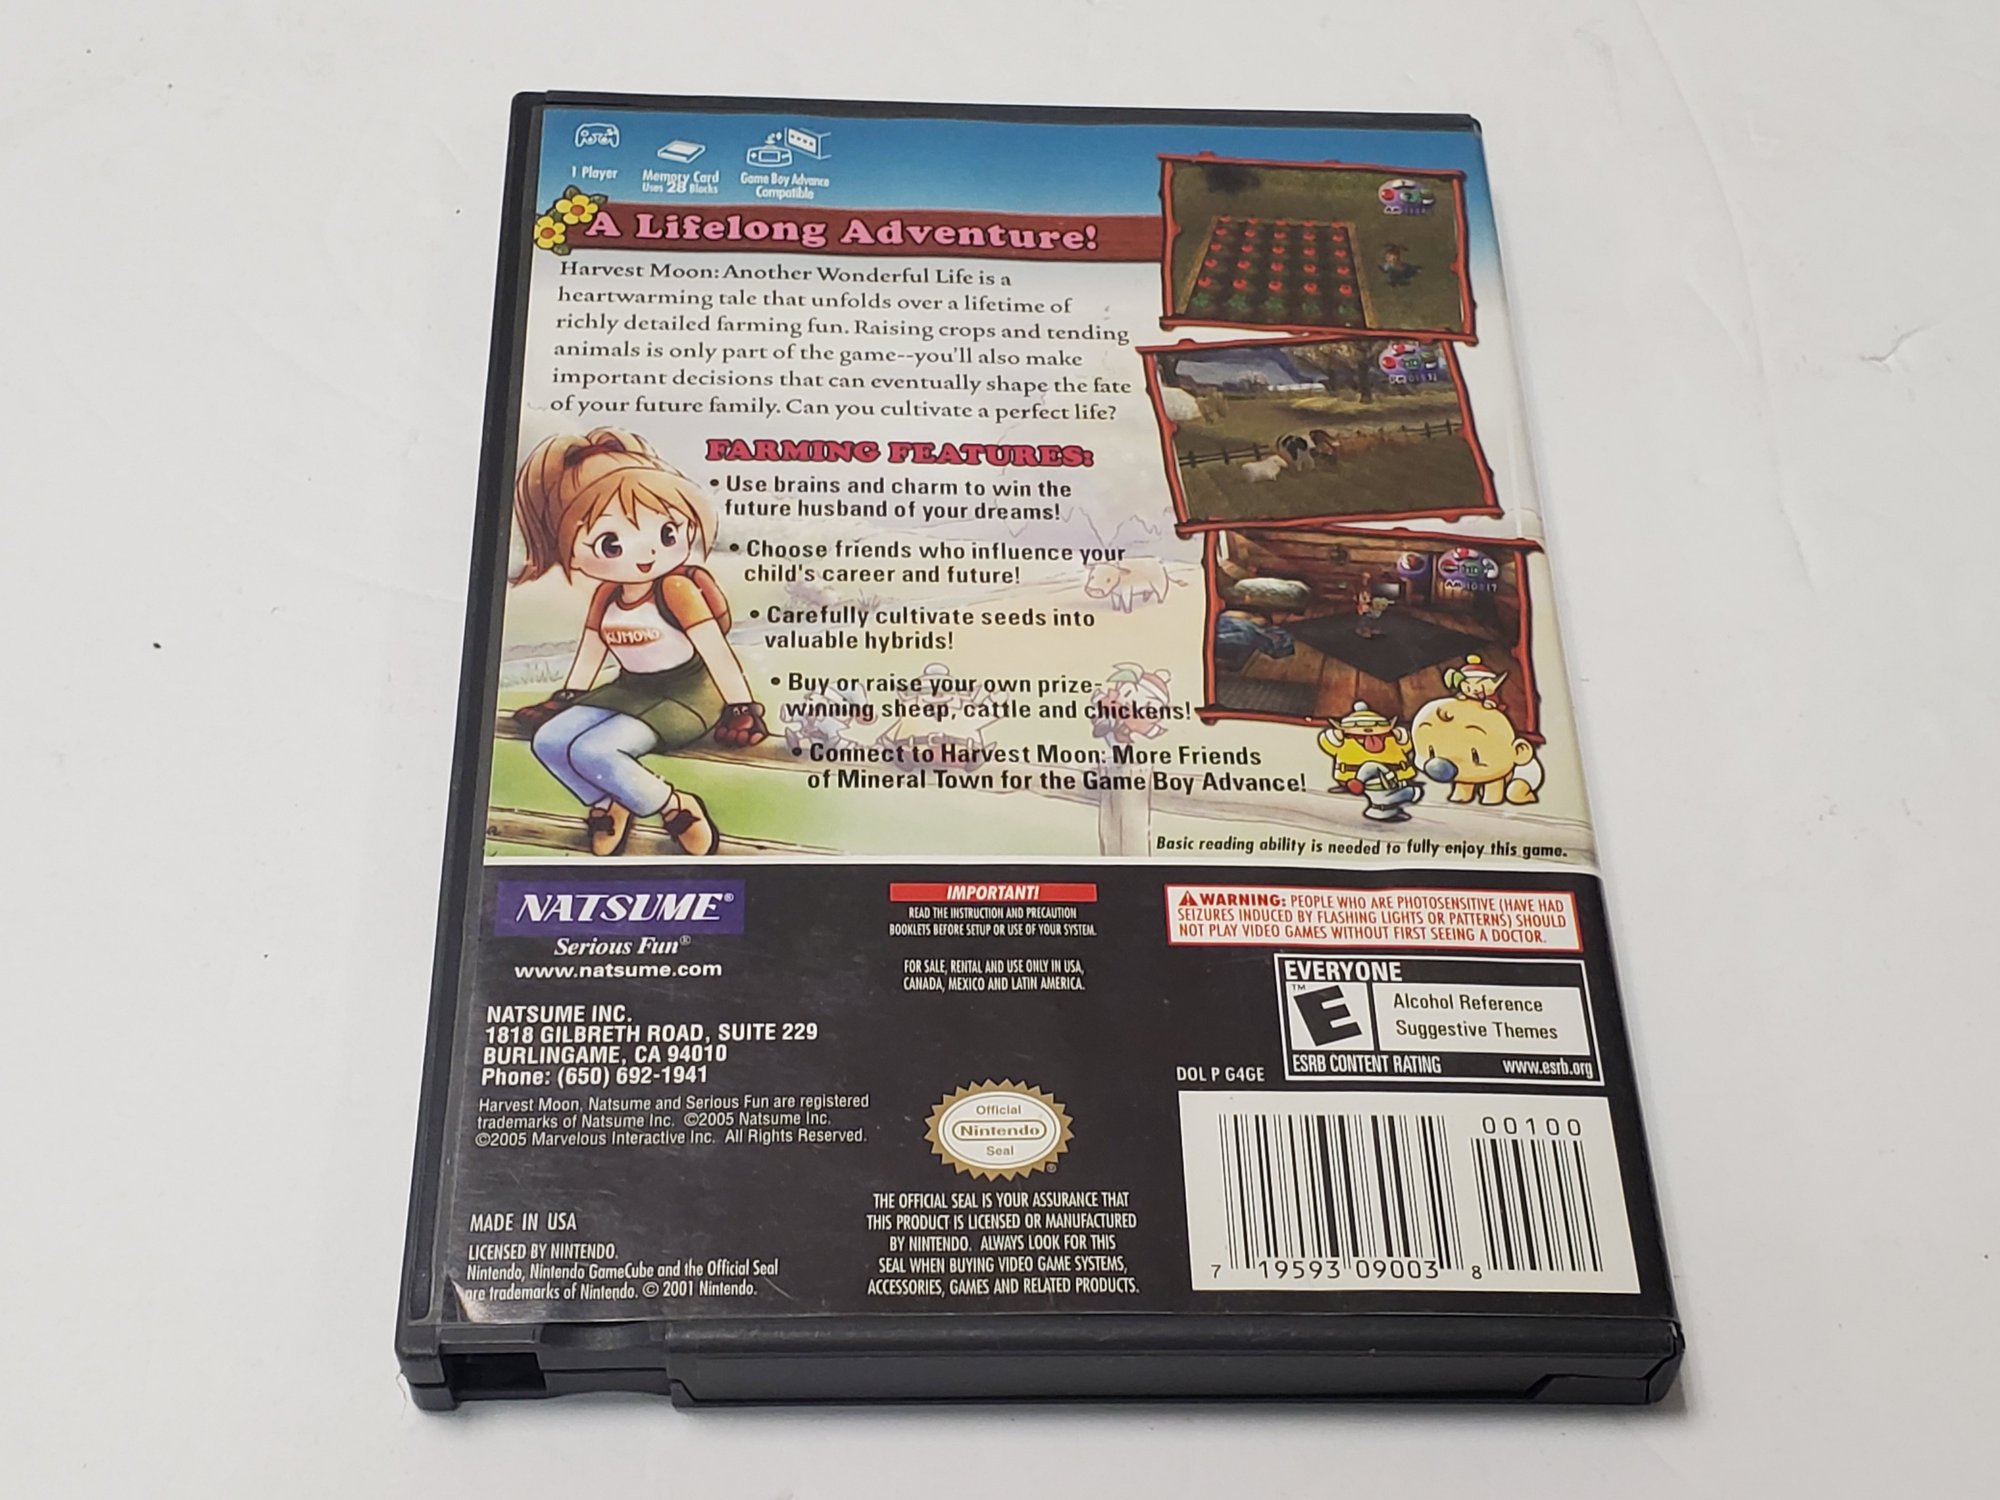 1 Player
Memory Card
Uses 28 Blocks
Game Boy Advance
Compatible
A Lifelong Adventure!
Harvest Moon: Another Wonderful Life is a
heartwarming tale that unfolds over a lifetime of
richly detailed farming fun. Raising crops and tending
animals is only part of the game--you'll also make
important decisions that can eventually shape the fate
of your future family. Can you cultivate a perfect life?
FARMING FEATURES:
• Use brains and charm to win the
future husband of your dreams!
• Choose friends who influence your
child's career and future!
• Carefully cultivate seeds into
valuable hybrids!
• Buy or raise your own prize-
winning sheep, cattle and chickens!
• Connect to Harvest Moon: More Friends
of Mineral Town for the Game Boy Advance!
KUMONO
Basic reading ability is needed to fully enjoy this game.
NATSUME®
Serious Fun®
www.natsume.com
NATSUME INC.
1818 GILBRETH ROAD, SUITE 229
BURLINGAME, CA 94010
Phone: (650) 692-1941
Harvest Moon, Natsume and Serious Fun are registered
trademarks of Natsume Inc. ©2005 Natsume Inc.
©2005 Marvelous Interactive Inc. All Rights Reserved.
MADE IN USA
LICENSED BY NINTENDO.
Nintendo, Nintendo GameCube and the Official Seal
are trademarks of Nintendo. © 2001 Nintendo.
IMPORTANT!
READ THE INSTRUCTION AND PRECAUTION
BOOKLETS BEFORE SETUP OR USE OF YOUR SYSTEM.
FOR SALE, RENTAL AND USE ONLY IN USA,
CANADA, MEXICO AND LATIN AMERICA.
Official
Nintendo
Seal
®
THE OFFICIAL SEAL IS YOUR ASSURANCE THAT
THIS PRODUCT IS LICENSED OR MANUFACTURED
BY NINTENDO. ALWAYS LOOK FOR THIS
SEAL WHEN BUYING VIDEO GAME SYSTEMS,
ACCESSORIES, GAMES AND RELATED PRODUCTS.
WARNING: PEOPLE WHO ARE PHOTOSENSITIVE (HAVE HAD
SEIZURES INDUCED BY FLASHING LIGHTS OR PATTERNS) SHOULD
NOT PLAY VIDEO GAMES WITHOUT FIRST SEEING A DOCTOR.
EVERYONE
TM
E
Alcohol Reference
Suggestive Themes
ESRB CONTENT RATING www.esrb.org
DOL P G4GE
00100
7 19593 09003 8